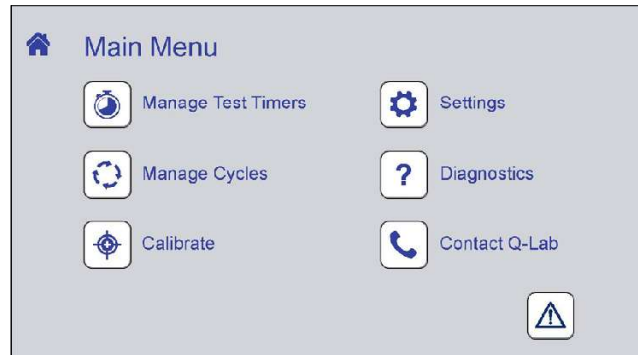 Main Menu
Manage Test Timers
Settings
Manage Cycles
? Diagnostics
Calibrate
Contact Q-Lab